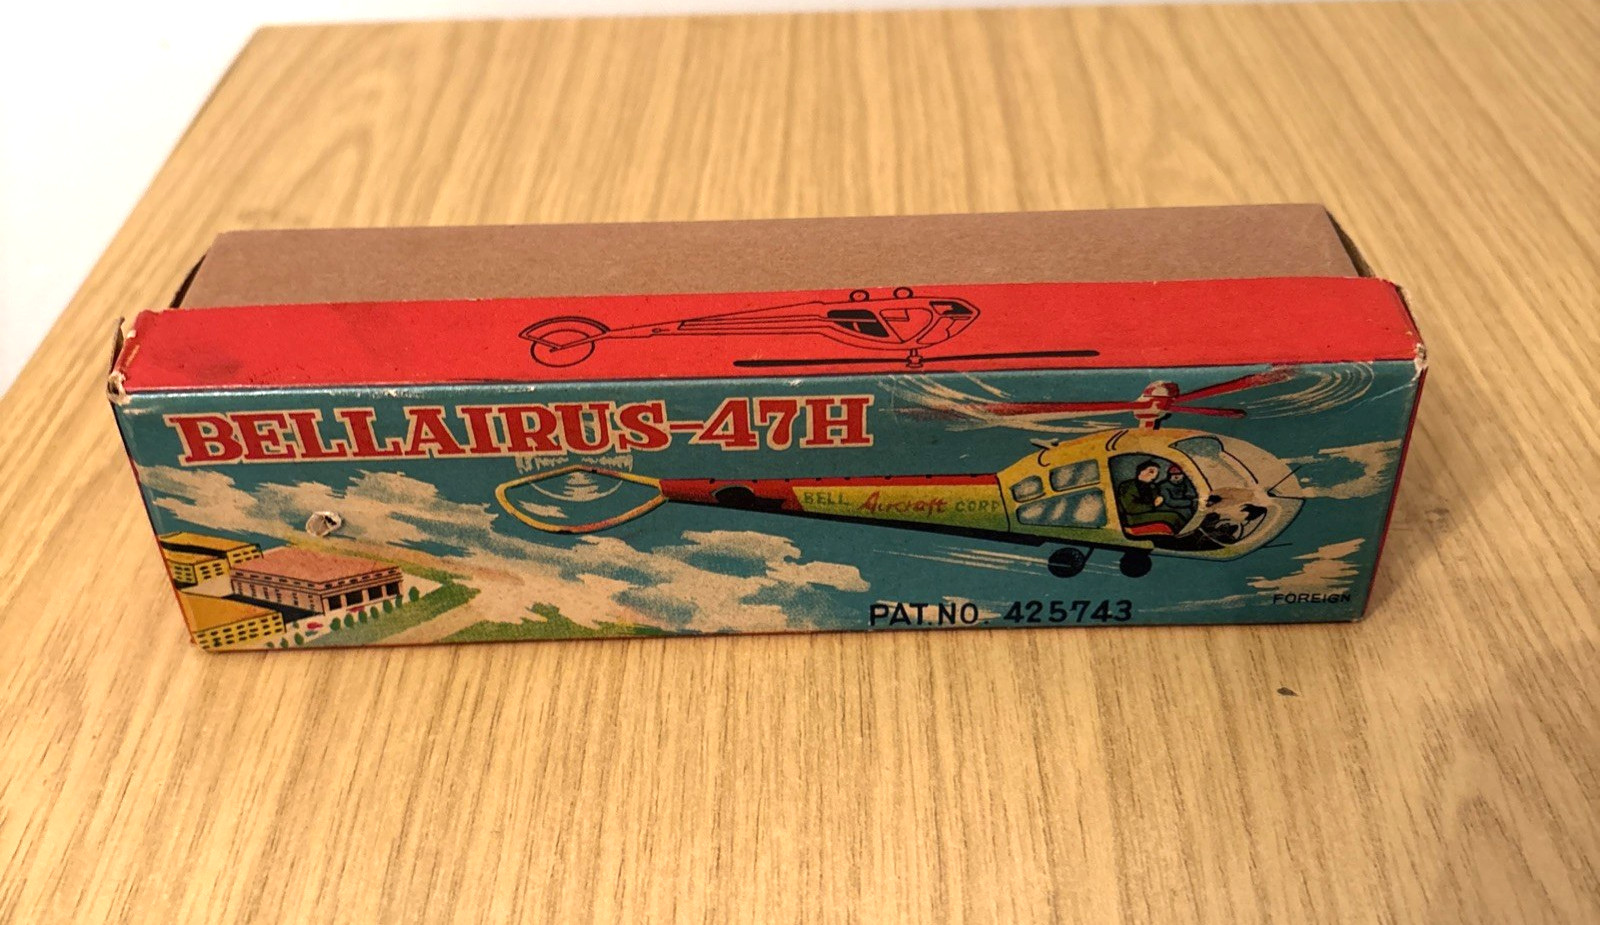 BELLAIRUS-47H
BELL Aircraft CORP
PAT.NO. 425743
FOREIGN